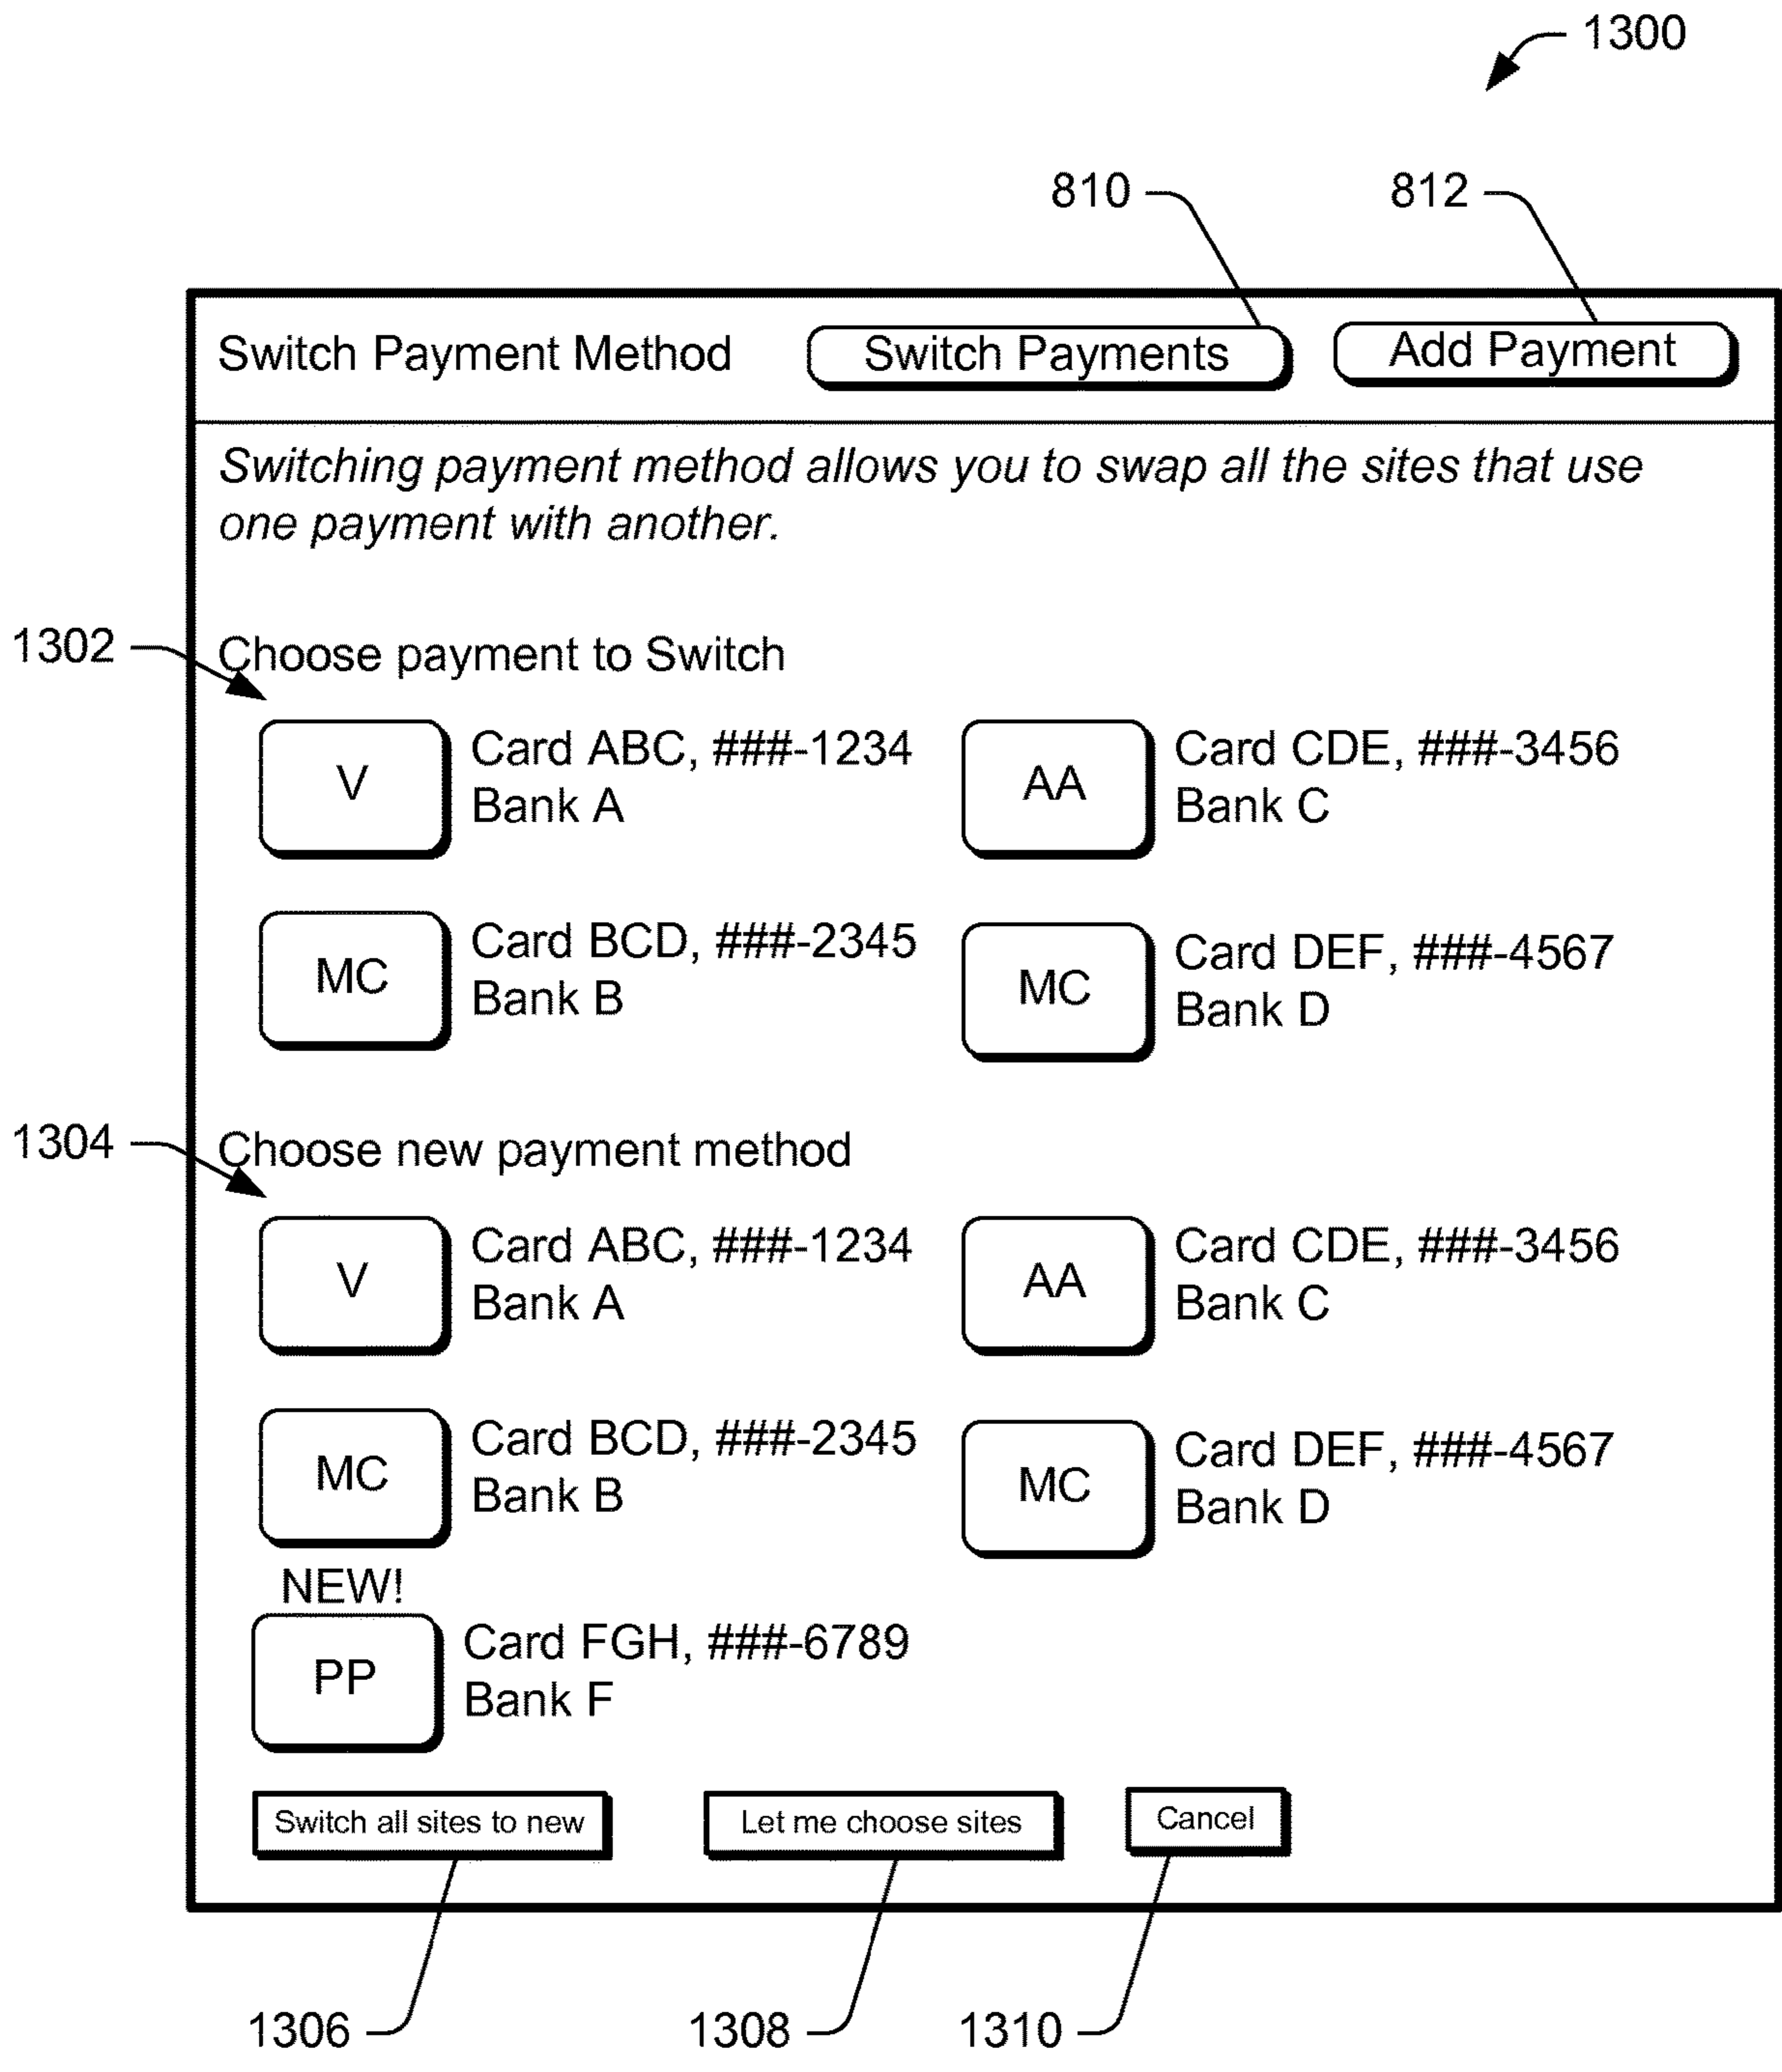 1300
810
812
Switch Payment Method
Switch Payments
Add Payment
Switching payment method allows you to swap all the sites that use
one payment with another.
1302
Choose payment to Switch
V
Card ABC, ###-1234
Bank A
AA
Card CDE, ###-3456
Bank C
MC
Card BCD, ###-2345
Bank B
MC
Card DEF, ###-4567
Bank D
1304
Choose new payment method
V
Card ABC, ###-1234
Bank A
AA
Card CDE, ###-3456
Bank C
MC
Card BCD, ###-2345
Bank B
MC
Card DEF, ###-4567
Bank D
NEW!
PP
Card FGH, ###-6789
Bank F
Switch all sites to new
Let me choose sites
Cancel
1306
1308
1310